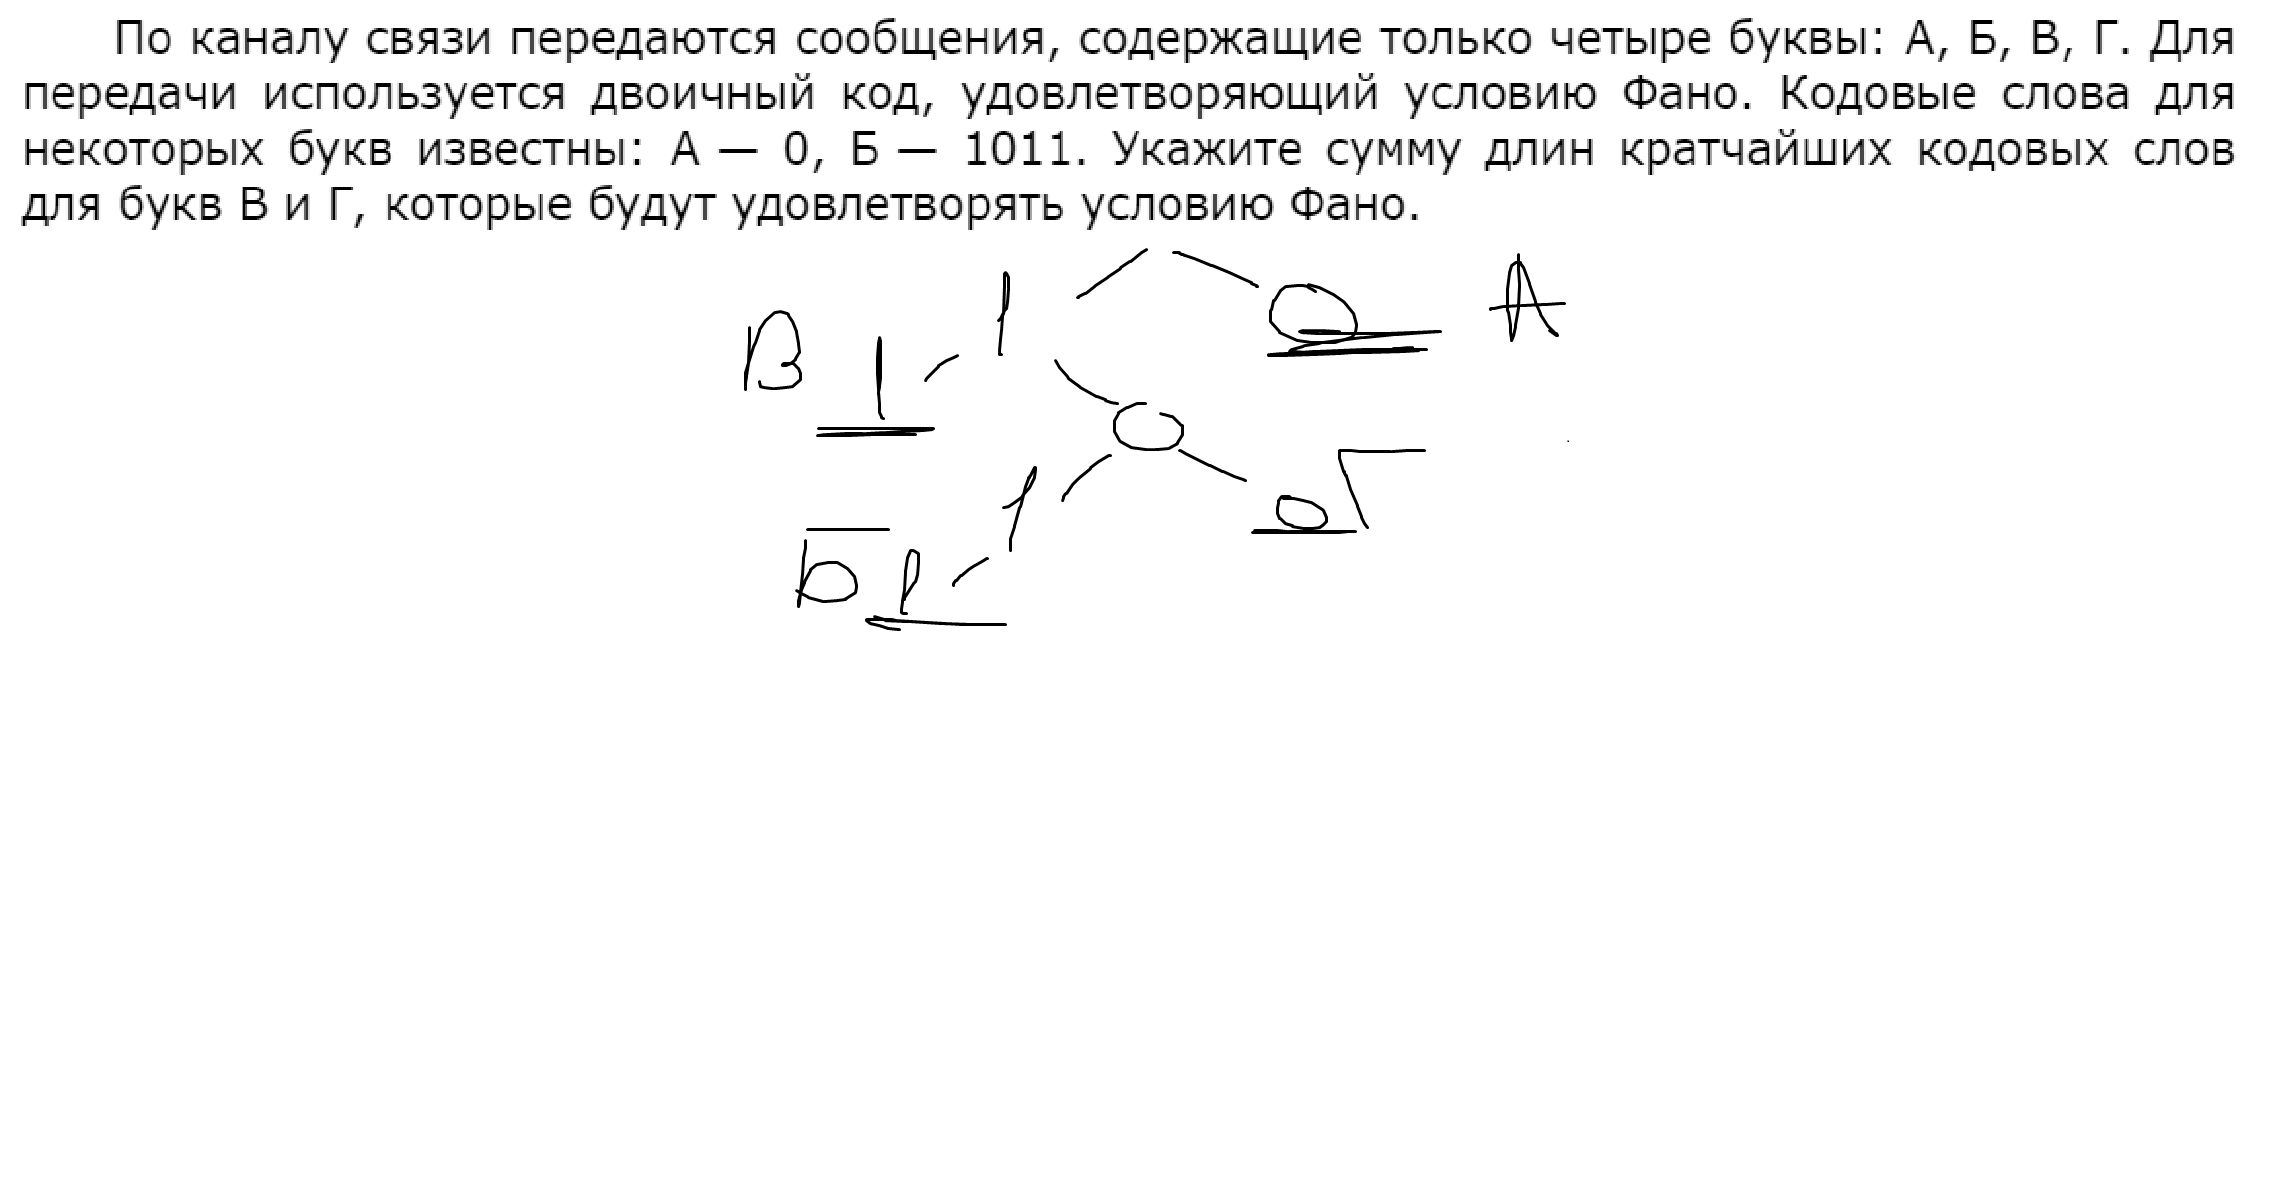 По каналу связи передаются сообщения, содержащие только четыре буквы: А, Б, В, Г. Для
передачи используется двоичный код, удовлетворяющий условию Фано. Кодовые слова для
некоторых букв известны: А — 0, Б — 1011. Укажите сумму длин кратчайших кодовых слов
для букв В и Г, которые будут удовлетворять условию Фано.
1 0 А
В 1
0
1 0 Г
Б 1